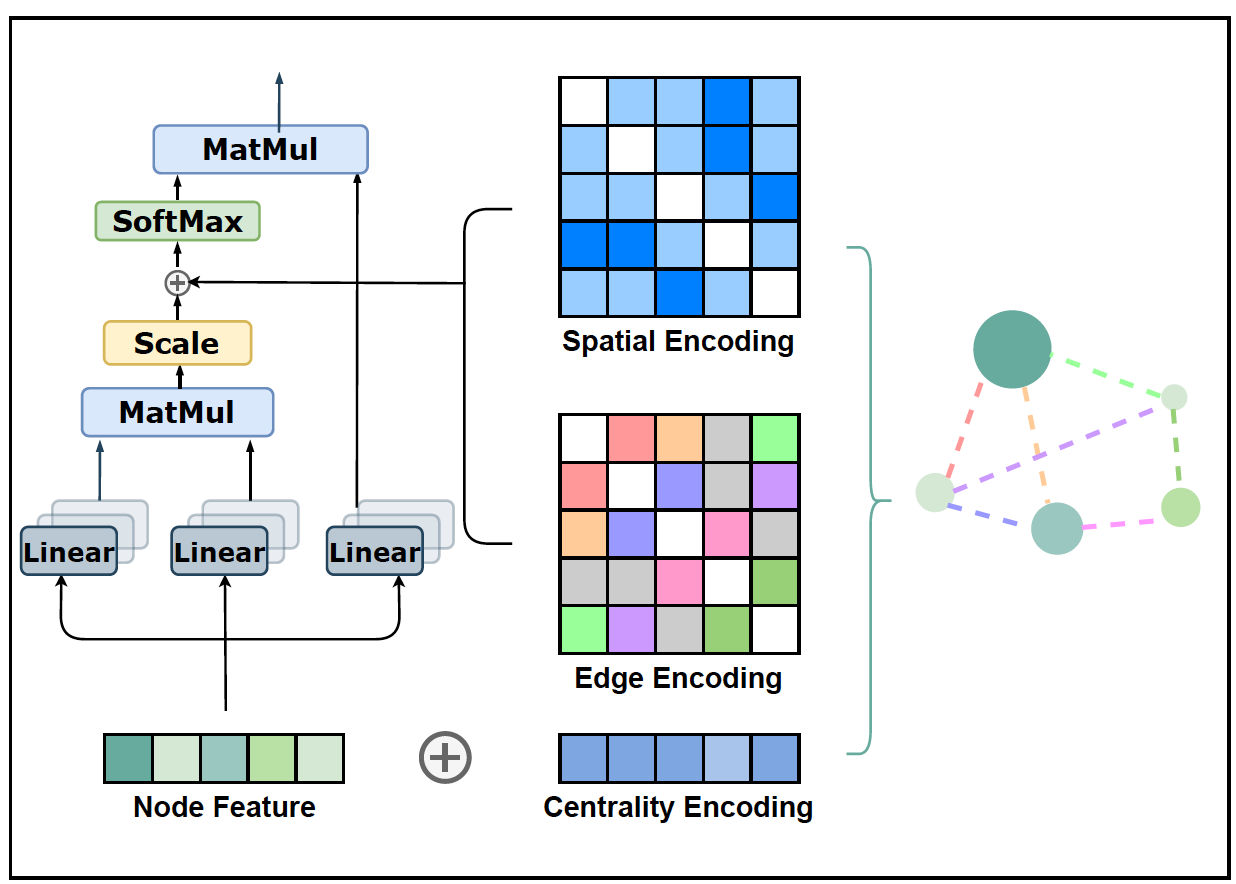 MatMul
SoftMax
Scale
MatMul
Linear
Linear
Linear
Node Feature
Spatial Encoding
Edge Encoding
Centrality Encoding